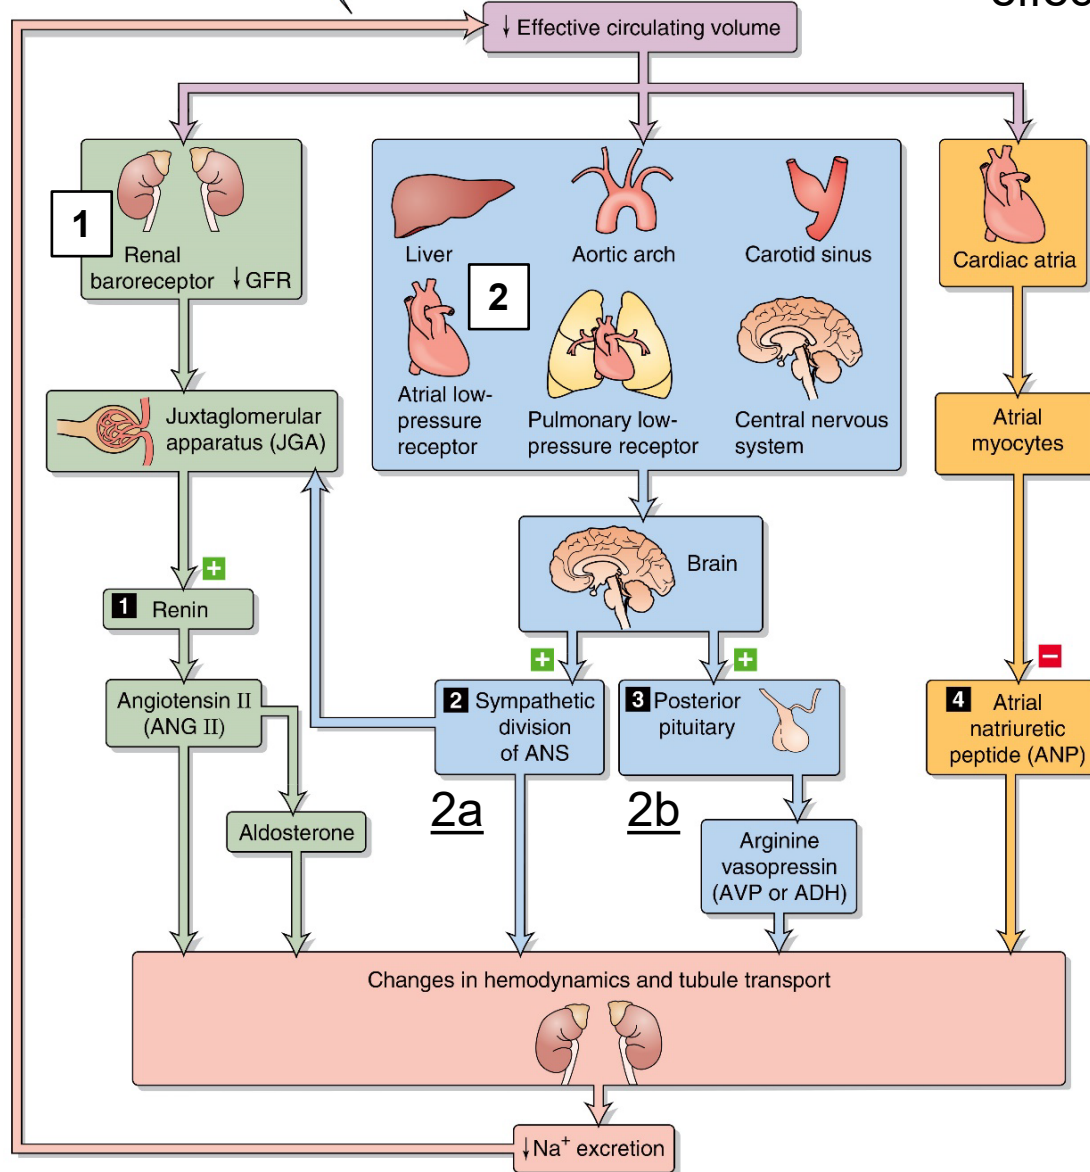 ↓ Effective circulating volume
1
Renal
baroreceptor ↓ GFR
Liver
Aortic arch
Carotid sinus
2
Atrial low-
pressure
receptor
Pulmonary low-
pressure receptor
Central nervous
system
Cardiac atria
Juxtaglomerular
apparatus (JGA)
Atrial
myocytes
Brain
+
1 Renin
+
+
−
Angiotensin II
(ANG II)
2 Sympathetic
division
of ANS
3 Posterior
pituitary
4 Atrial
natriuretic
peptide (ANP)
2a
2b
Aldosterone
Arginine
vasopressin
(AVP or ADH)
Changes in hemodynamics and tubule transport
↓Na⁺ excretion